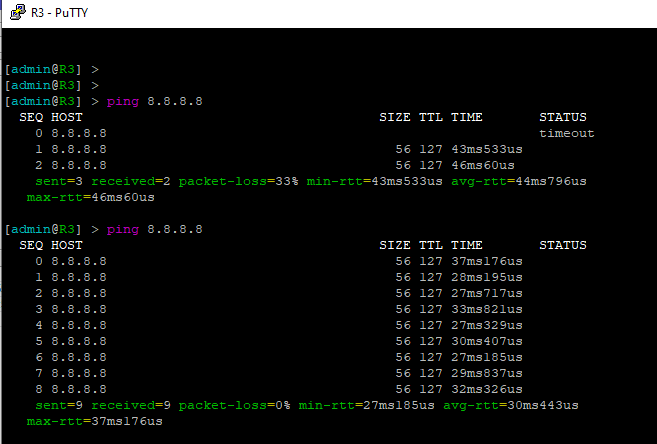 R3 - PuTTY
[admin@R3] >
[admin@R3] >
[admin@R3] > ping 8.8.8.8
SEQ HOST SIZE TTL TIME STATUS
0 8.8.8.8 timeout
1 8.8.8.8 56 127 43ms533us
2 8.8.8.8 56 127 46ms60us
sent=3 received=2 packet-loss=33% min-rtt=43ms533us avg-rtt=44ms796us
max-rtt=46ms60us
[admin@R3] > ping 8.8.8.8
SEQ HOST SIZE TTL TIME STATUS
0 8.8.8.8 56 127 37ms176us
1 8.8.8.8 56 127 28ms195us
2 8.8.8.8 56 127 27ms717us
3 8.8.8.8 56 127 33ms821us
4 8.8.8.8 56 127 27ms329us
5 8.8.8.8 56 127 30ms407us
6 8.8.8.8 56 127 27ms185us
7 8.8.8.8 56 127 29ms837us
8 8.8.8.8 56 127 32ms326us
sent=9 received=9 packet-loss=0% min-rtt=27ms185us avg-rtt=30ms443us
max-rtt=37ms176us